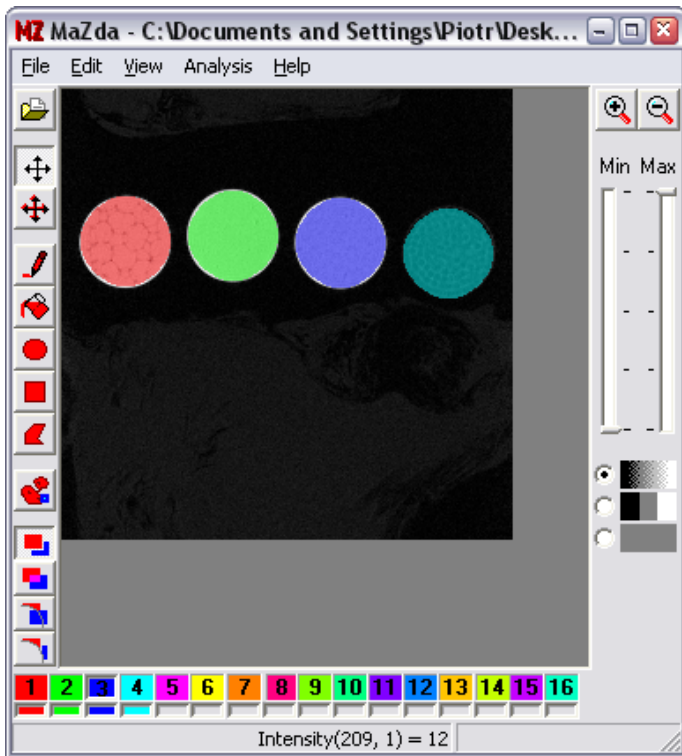 MZ MaZda - C:\Documents and Settings\Piotr\Desk...
File Edit View Analysis Help
Min Max
1 2 3 4 5 6 7 8 9 10 11 12 13 14 15 16
Intensity(209, 1) = 12